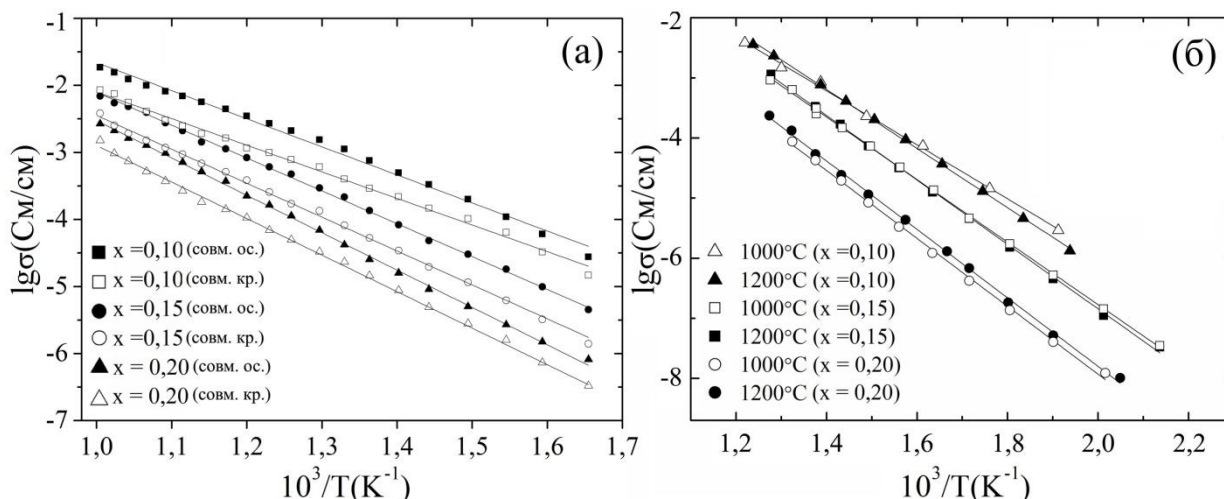 (а)
lgσ(См/см)
-1
-2
-3
-4
-5
-6
-7
x =0,10 (совм. ос.)
x =0,10 (совм. кр.)
x =0,15 (совм. ос.)
x =0,15 (совм. кр.)
x = 0,20 (совм. ос.)
x = 0,20 (совм. кр.)
1,0 1,1 1,2 1,3 1,4 1,5 1,6 1,7
10³/T(K⁻¹)
(б)
lgσ(См/см)
-2
-4
-6
-8
1000°C (x =0,10)
1200°C (x =0,10)
1000°C (x =0,15)
1200°C (x =0,15)
1000°C (x = 0,20)
1200°C (x = 0,20)
1,2 1,4 1,6 1,8 2,0 2,2
10³/T(K⁻¹)